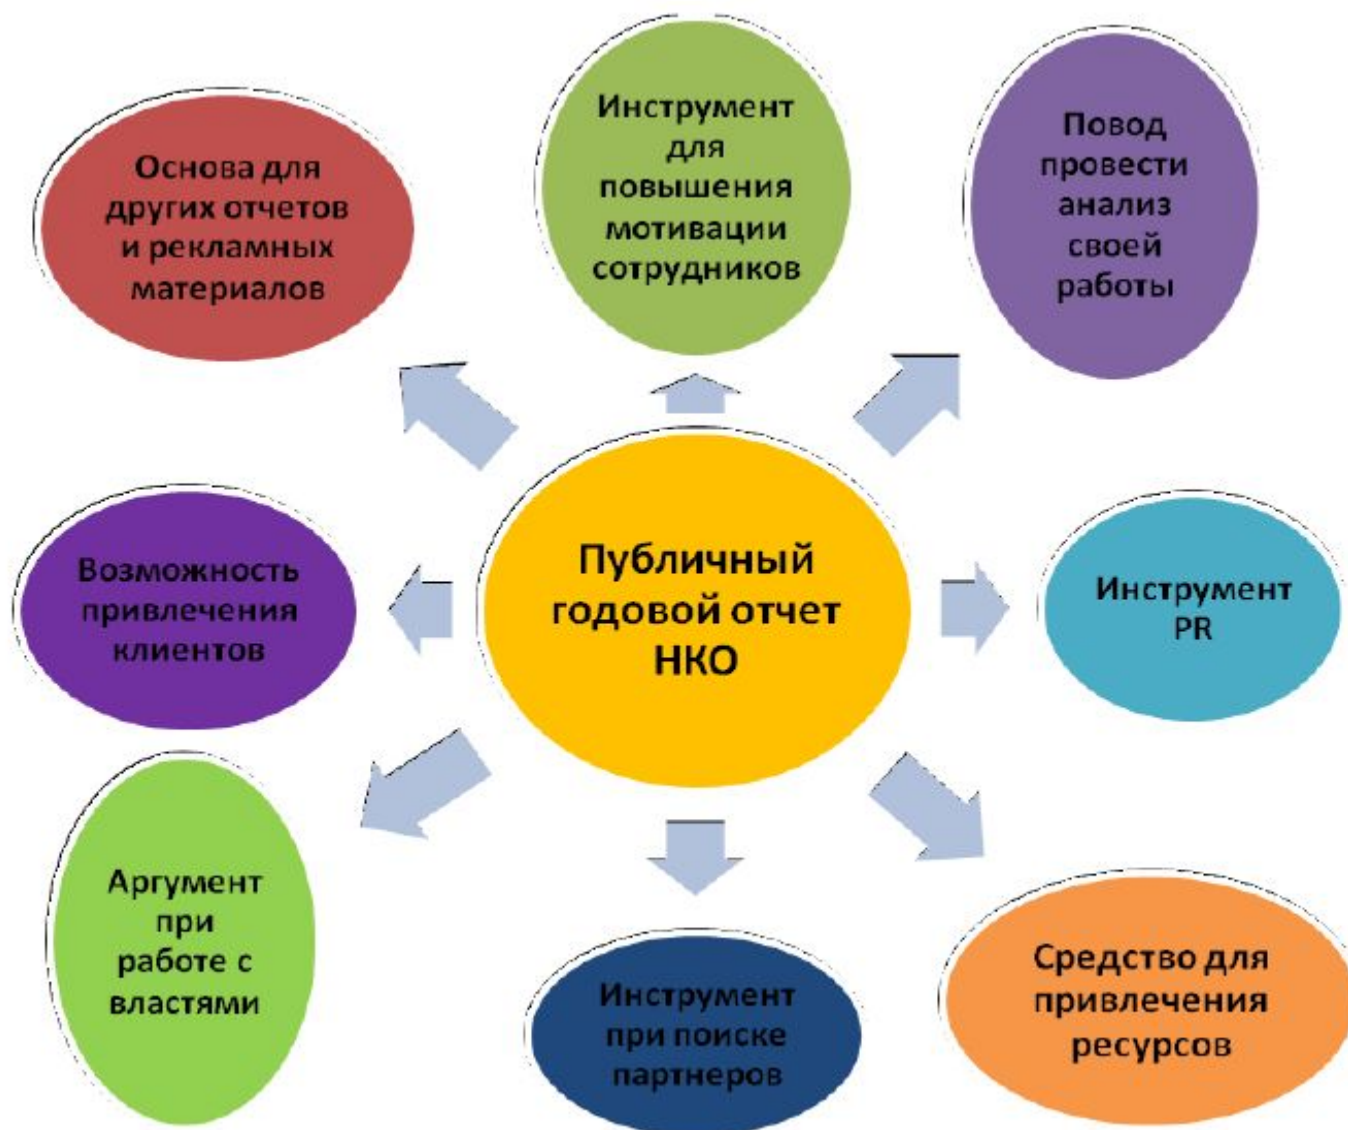 Основа для
других отчетов
и рекламных
материалов
Инструмент
для
повышения
мотивации
сотрудников
Повод
провести
анализ
своей
работы
Возможность
привлечения
клиентов
Публичный
годовой отчет
НКО
Инструмент
PR
Аргумент
при
работе с
властями
Инструмент
при поиске
партнеров
Средство для
привлечения
ресурсов